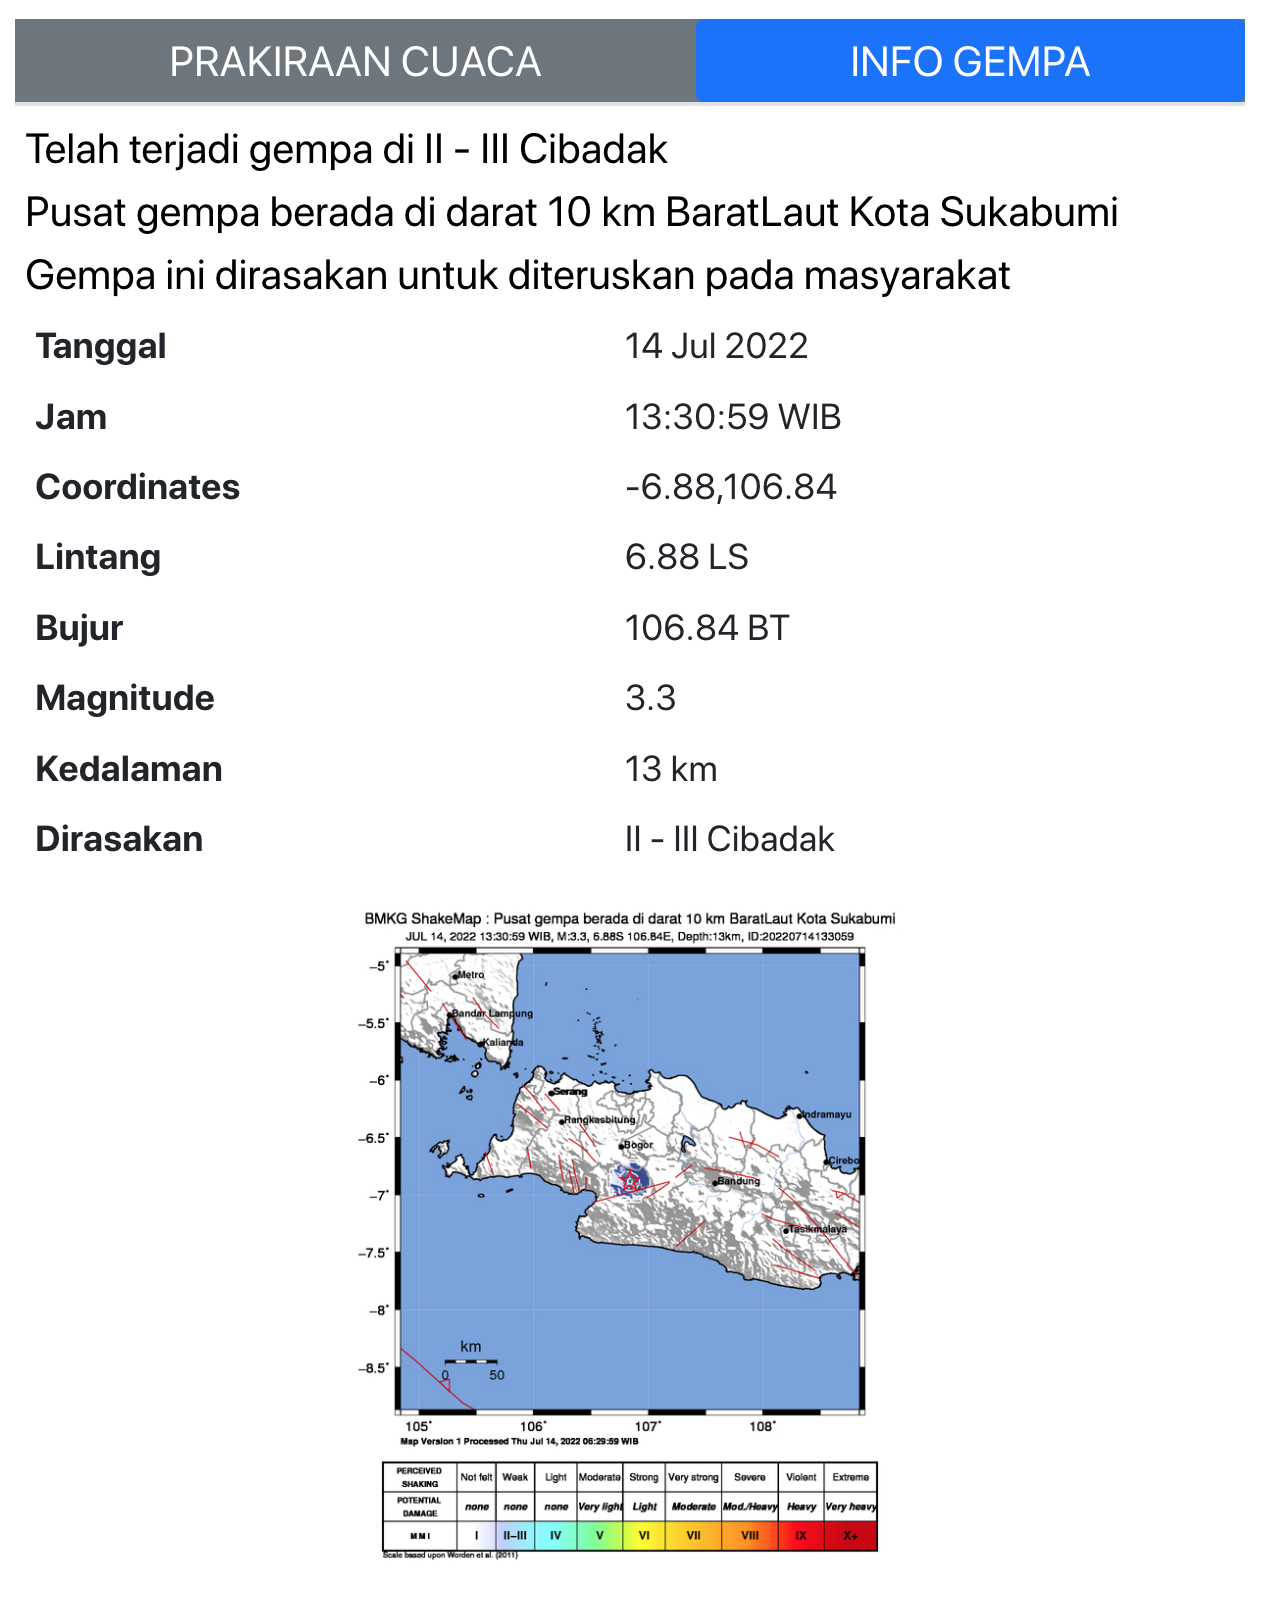 PRAKIRAAN CUACA INFO GEMPA
Telah terjadi gempa di II - III Cibadak
Pusat gempa berada di darat 10 km BaratLaut Kota Sukabumi
Gempa ini dirasakan untuk diteruskan pada masyarakat
Tanggal 14 Jul 2022
Jam 13:30:59 WIB
Coordinates -6.88,106.84
Lintang 6.88 LS
Bujur 106.84 BT
Magnitude 3.3
Kedalaman 13 km
Dirasakan II - III Cibadak
BMKG ShakeMap : Pusat gempa berada di darat 10 km BaratLaut Kota Sukabumi
JUL 14, 2022 13:30:59 WIB, M:3.3, 6.88S 106.84E, Depth:13km, ID:20220714133059
-5°
Metro
Bandar Lampung
-5.5°
Kalianda
-6°
Serang
Indramayu
Rangkasbitung
-6.5°
Bogor
Cirebo
Bandung
-7°
Tasikmalaya
-7.5°
-8°
km
-8.5°
0 50
105° 106° 107° 108°
Map Version 1 Processed Thu Jul 14, 2022 06:29:59 WIB
PERCEIVED SHAKING Not felt Weak Light Moderate Strong Very strong Severe Violent Extreme
POTENTIAL DAMAGE none none none Very light Light Moderate Mod./Heavy Heavy Very heavy
MMI I II-III IV V VI VII VIII IX X+
Scale based upon Worden et al. (2011)